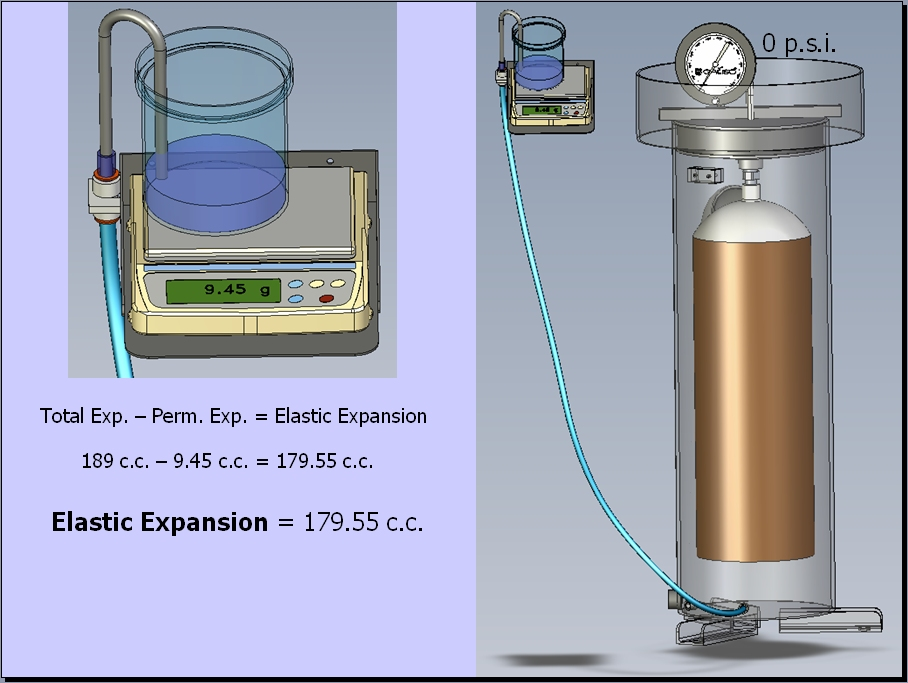 0 p.s.i.
9.45 g
Total Exp. – Perm. Exp. = Elastic Expansion
189 c.c. – 9.45 c.c. = 179.55 c.c.
Elastic Expansion = 179.55 c.c.